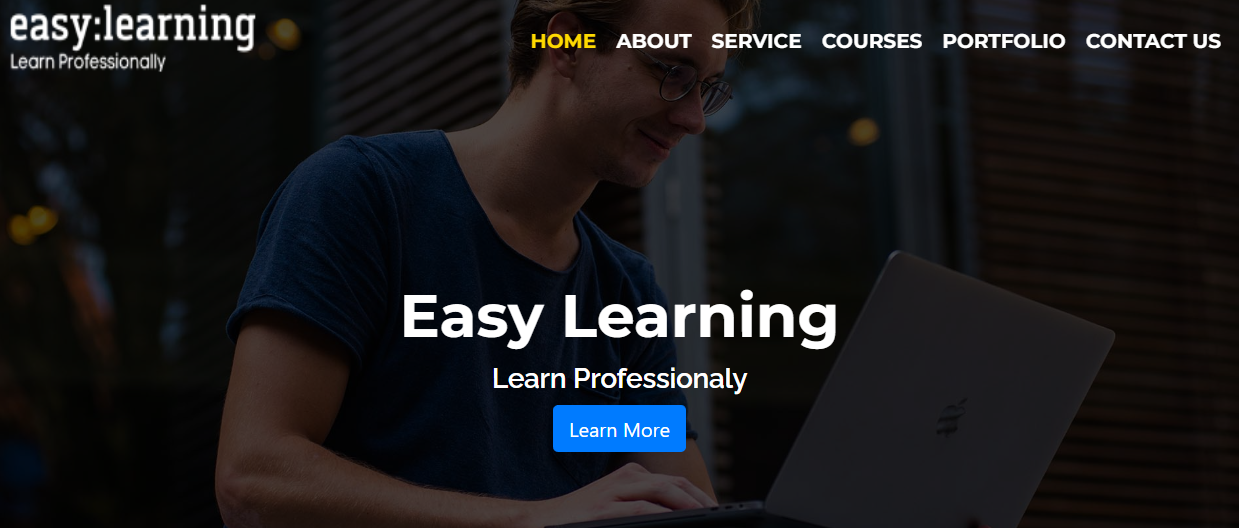 easy:learning
Learn Professionally
HOME ABOUT SERVICE COURSES PORTFOLIO CONTACT US
Easy Learning
Learn Professionaly
Learn More